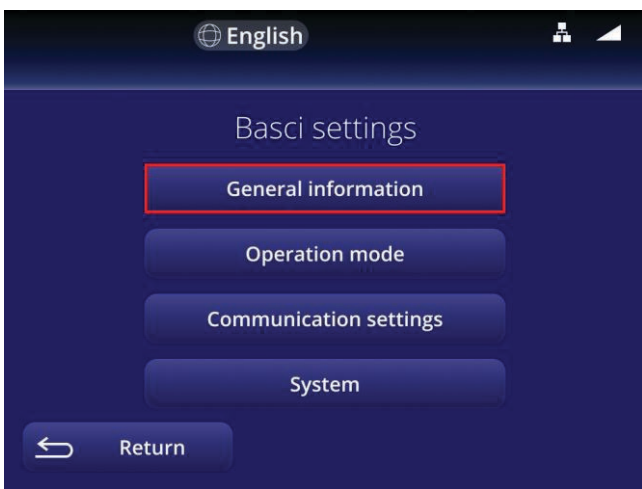 English
Basci settings
General information
Operation mode
Communication settings
System
Return